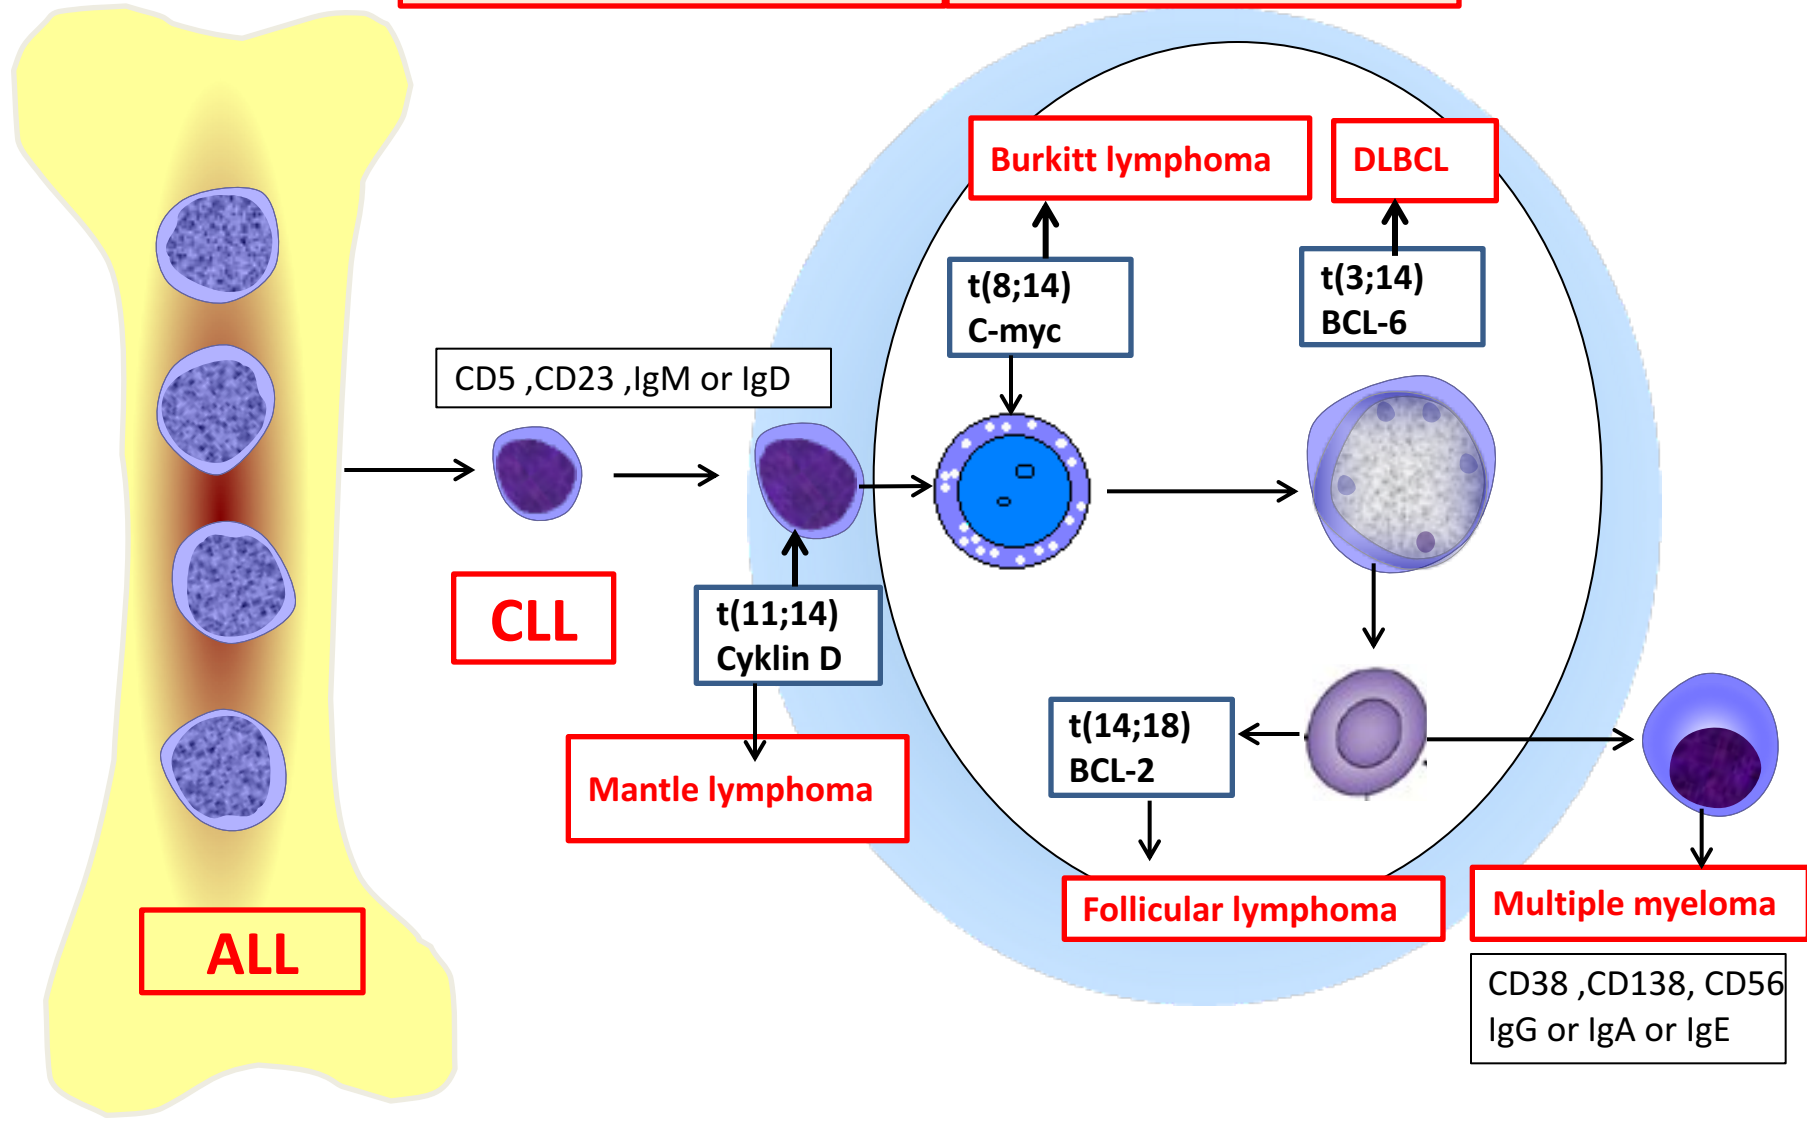 Burkitt lymphoma
DLBCL
t(8;14)
C-myc
t(3;14)
BCL-6
CD5 ,CD23 ,IgM or IgD
CLL
t(11;14)
Cyklin D
Mantle lymphoma
t(14;18)
BCL-2
Follicular lymphoma
Multiple myeloma
ALL
CD38 ,CD138, CD56
IgG or IgA or IgE